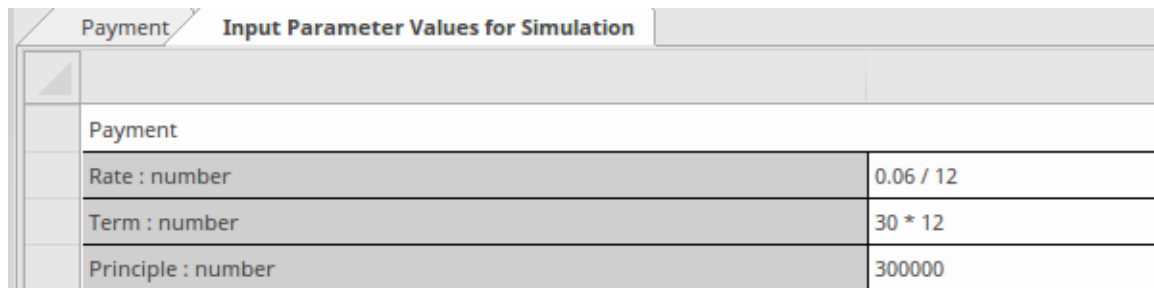 Payment Input Parameter Values for Simulation
Payment
Rate : number 0.06 / 12
Term : number 30 * 12
Principle : number 300000